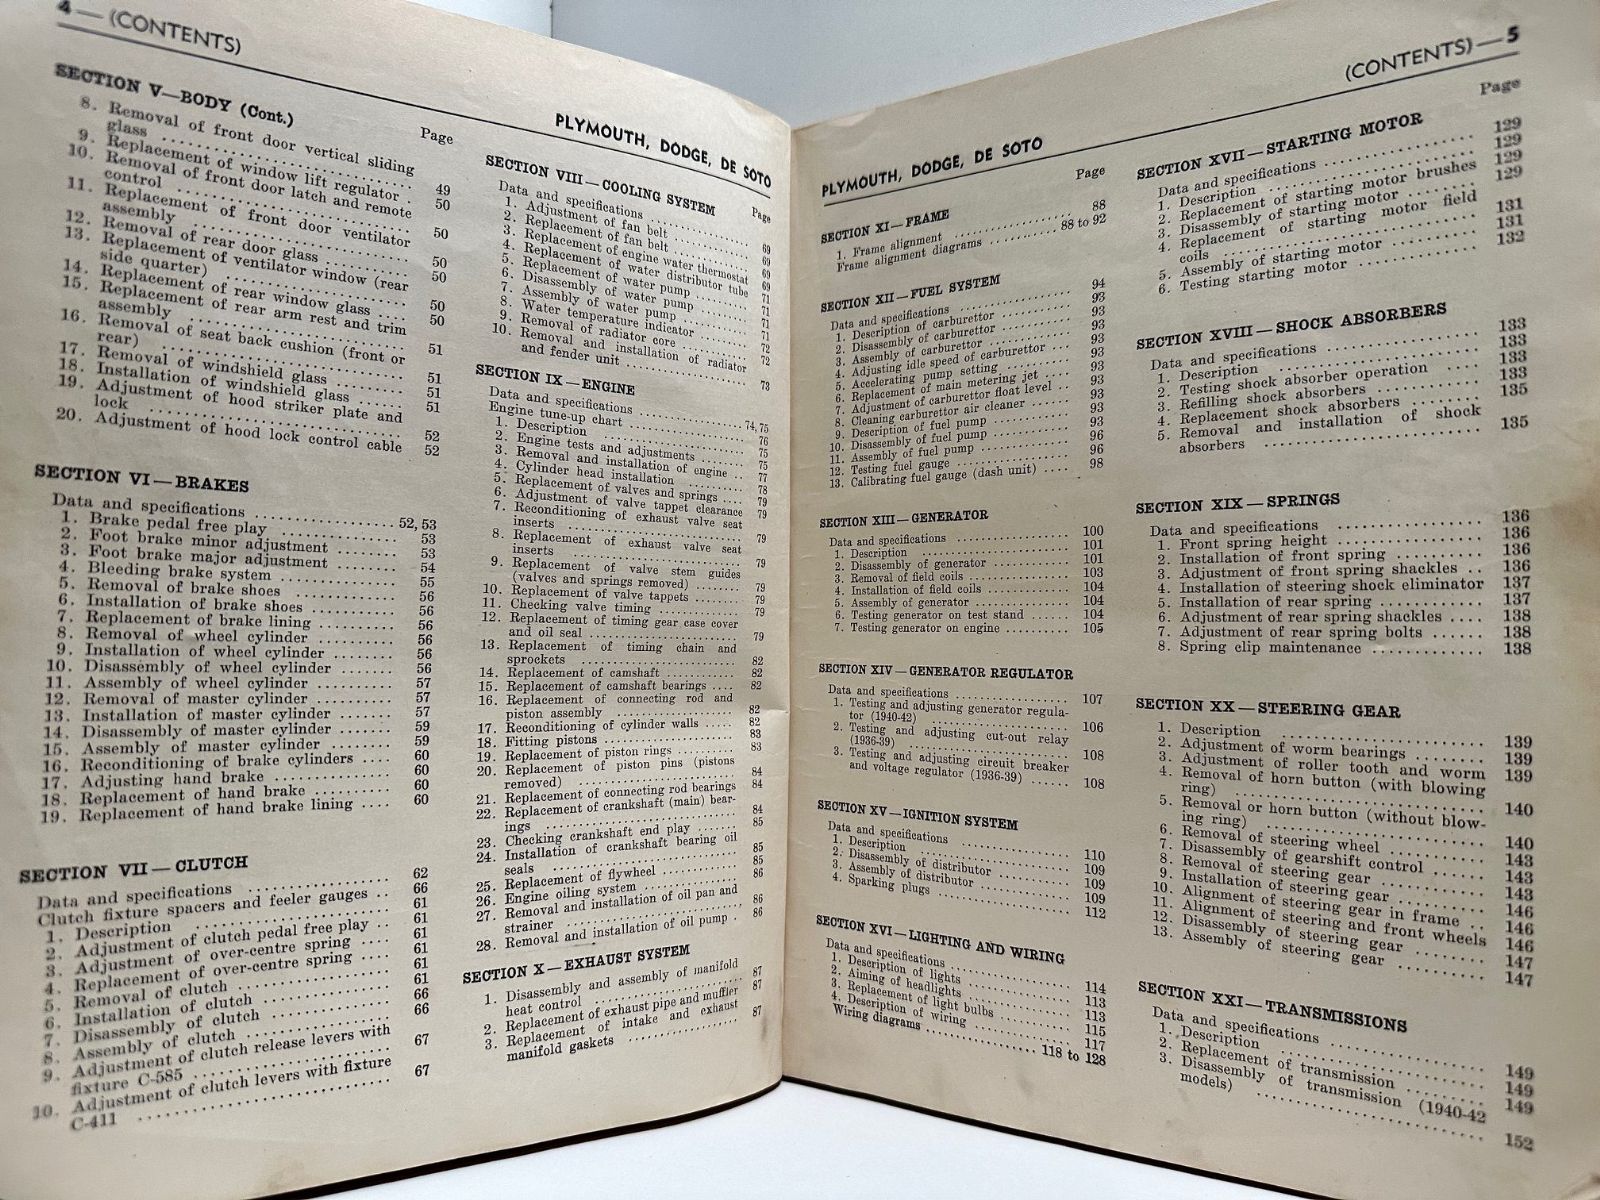 4 — (CONTENTS)
PLYMOUTH, DODGE, DE SOTO
SECTION V—BODY (Cont.)
Page
8. Removal of front door vertical sliding
glass .......... 49
9. Replacement of window lift regulator . 50
10. Removal of front door latch and remote
control .......... 50
11. Replacement of front door ventilator
assembly .......... 50
12. Removal of rear door glass .......... 50
13. Replacement of ventilator window (rear
side quarter) .......... 50
14. Replacement of rear window glass .... 50
15. Replacement of rear arm rest and trim
assembly .......... 51
16. Removal of seat back cushion (front or
rear) .......... 51
17. Removal of windshield glass .......... 51
18. Installation of windshield glass ...... 51
19. Adjustment of hood striker plate and
lock .......... 52
20. Adjustment of hood lock control cable 52
SECTION VI—BRAKES
Data and specifications .......... 52, 53
1. Brake pedal free play .......... 53
2. Foot brake minor adjustment ........ 53
3. Foot brake major adjustment ........ 54
4. Bleeding brake system .......... 55
5. Removal of brake shoes .......... 56
6. Installation of brake shoes .......... 56
7. Replacement of brake lining .......... 56
8. Removal of wheel cylinder .......... 56
9. Installation of wheel cylinder ........ 56
10. Disassembly of wheel cylinder ........ 56
11. Assembly of wheel cylinder .......... 57
12. Removal of master cylinder .......... 57
13. Installation of master cylinder ....... 57
14. Disassembly of master cylinder ....... 59
15. Assembly of master cylinder ........ 59
16. Reconditioning of brake cylinders .... 60
17. Adjusting hand brake .......... 60
18. Replacement of hand brake .......... 60
19. Replacement of hand brake lining .... 60
SECTION VII—CLUTCH
Data and specifications .......... 62
Clutch fixture spacers and feeler gauges .. 66
1. Description .......... 61
2. Adjustment of clutch pedal free play .. 61
3. Adjustment of over-centre spring .... 61
4. Replacement of over-centre spring .... 61
5. Removal of clutch .......... 61
6. Installation of clutch .......... 61
7. Disassembly of clutch .......... 66
8. Assembly of clutch .......... 66
9. Adjustment of clutch release levers with
fixture C-585 .......... 67
10. Adjustment of clutch levers with fixture
C-411 .......... 67
SECTION VIII—COOLING SYSTEM
Page
Data and specifications .......... 69
1. Adjustment of fan belt .......... 69
2. Replacement of fan belt .......... 69
3. Replacement of engine water thermostat 69
4. Replacement of water distributor tube 71
5. Replacement of water pump .......... 71
6. Disassembly of water pump .......... 71
7. Assembly of water pump .......... 71
8. Water temperature indicator .......... 72
9. Removal of radiator core .......... 72
10. Removal and installation of radiator
and fender unit .......... 73
SECTION IX—ENGINE
Data and specifications .......... 74, 75
Engine tune-up chart .......... 76
1. Description .......... 75
2. Engine tests and adjustments ........ 75
3. Removal and installation of engine .. 77
4. Cylinder head installation .......... 78
5. Replacement of valves and springs .... 79
6. Adjustment of valve tappet clearance 79
7. Reconditioning of exhaust valve seat
inserts .......... 79
8. Replacement of exhaust valve seat
inserts .......... 79
9. Replacement of valve stem guides
(valves and springs removed) ....... 79
10. Replacement of valve tappets ........ 79
11. Checking valve timing .......... 79
12. Replacement of timing gear case cover
and oil seal .......... 79
13. Replacement of timing chain and
sprockets .......... 82
14. Replacement of camshaft .......... 82
15. Replacement of camshaft bearings .... 82
16. Replacement of connecting rod and
piston assembly .......... 82
17. Reconditioning of cylinder walls ..... 82
18. Fitting pistons .......... 83
19. Replacement of piston rings .......... 83
20. Replacement of piston pins (pistons
removed) .......... 84
21. Replacement of connecting rod bearings 84
22. Replacement of crankshaft (main) bear-
ings .......... 84
23. Checking crankshaft end play ........ 85
24. Installation of crankshaft bearing oil
seals .......... 85
25. Replacement of flywheel .......... 85
26. Engine oiling system .......... 86
27. Removal and installation of oil pan and
strainer .......... 86
28. Removal and installation of oil pump . 86
SECTION X—EXHAUST SYSTEM
1. Disassembly and assembly of manifold
heat control .......... 87
2. Replacement of exhaust pipe and muffler 87
3. Replacement of intake and exhaust
manifold gaskets .......... 87
(CONTENTS) — 5
PLYMOUTH, DODGE, DE SOTO
Page
SECTION XI—FRAME
1. Frame alignment .......... 88
Frame alignment diagrams .......... 88 to 92
SECTION XII—FUEL SYSTEM
Data and specifications .......... 94
1. Description of carburettor .......... 93
2. Disassembly of carburettor .......... 93
3. Assembly of carburettor .......... 93
4. Adjusting idle speed of carburettor ... 93
5. Accelerating pump setting .......... 93
6. Replacement of main metering jet ... 93
7. Adjustment of carburettor float level .. 93
8. Cleaning carburettor air cleaner ...... 93
9. Description of fuel pump .......... 93
10. Disassembly of fuel pump .......... 96
11. Assembly of fuel pump .......... 96
12. Testing fuel gauge .......... 96
13. Calibrating fuel gauge (dash unit) .... 98
SECTION XIII—GENERATOR
Data and specifications .......... 100
1. Description .......... 101
2. Disassembly of generator .......... 101
3. Removal of field coils .......... 103
4. Installation of field coils .......... 104
5. Assembly of generator .......... 104
6. Testing generator on test stand ...... 104
7. Testing generator on engine .......... 105
SECTION XIV—GENERATOR REGULATOR
Data and specifications .......... 107
1. Testing and adjusting generator regula-
tor (1940-42) .......... 106
2. Testing and adjusting cut-out relay
(1936-39) .......... 108
3. Testing and adjusting circuit breaker
and voltage regulator (1936-39) ...... 108
SECTION XV—IGNITION SYSTEM
Data and specifications .......... 110
1. Description .......... 109
2. Disassembly of distributor .......... 109
3. Assembly of distributor .......... 109
4. Sparking plugs .......... 112
SECTION XVI—LIGHTING AND WIRING
Data and specifications .......... 114
1. Description of lights .......... 113
2. Aiming of headlights .......... 113
3. Replacement of light bulbs .......... 115
4. Description of wiring .......... 117
Wiring diagrams .......... 118 to 128
Page
SECTION XVII—STARTING MOTOR
Data and specifications .......... 129
1. Description .......... 129
2. Replacement of starting motor brushes 129
3. Disassembly of starting motor ........ 129
4. Replacement of starting motor field
coils .......... 131
5. Assembly of starting motor .......... 131
6. Testing starting motor .......... 132
SECTION XVIII—SHOCK ABSORBERS
Data and specifications .......... 133
1. Description .......... 133
2. Testing shock absorber operation .... 133
3. Refilling shock absorbers .......... 133
4. Replacement shock absorbers ........ 135
5. Removal and installation of shock
absorbers .......... 135
SECTION XIX—SPRINGS
Data and specifications .......... 136
1. Front spring height .......... 136
2. Installation of front spring .......... 136
3. Adjustment of front spring shackles .. 136
4. Installation of steering shock eliminator 137
5. Installation of rear spring .......... 137
6. Adjustment of rear spring shackles .... 138
7. Adjustment of rear spring bolts ...... 138
8. Spring clip maintenance .......... 138
SECTION XX—STEERING GEAR
1. Description .......... 139
2. Adjustment of worm bearings ........ 139
3. Adjustment of roller tooth and worm 139
4. Removal of horn button (with blowing
ring) .......... 140
5. Removal or horn button (without blow-
ing ring) .......... 140
6. Removal of steering wheel .......... 143
7. Disassembly of gearshift control ...... 143
8. Removal of steering gear .......... 143
9. Installation of steering gear .......... 143
10. Alignment of steering gear in frame .. 146
11. Alignment of steering and front wheels 146
12. Disassembly of steering gear ........ 147
13. Assembly of steering gear .......... 147
SECTION XXI—TRANSMISSIONS
Data and specifications .......... 149
1. Description .......... 149
2. Replacement of transmission ........ 149
3. Disassembly of transmission (1940-42
models) .......... 152